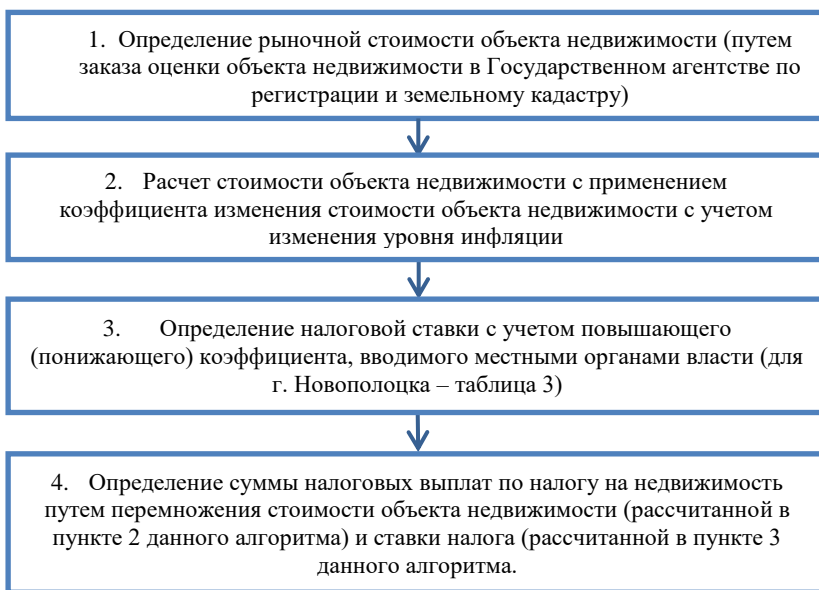 1. Определение рыночной стоимости объекта недвижимости (путем
заказа оценки объекта недвижимости в Государственном агентстве по
регистрации и земельному кадастру)
2. Расчет стоимости объекта недвижимости с применением
коэффициента изменения стоимости объекта недвижимости с учетом
изменения уровня инфляции
3. Определение налоговой ставки с учетом повышающего
(понижающего) коэффициента, вводимого местными органами власти (для
г. Новополоцка – таблица 3)
4. Определение суммы налоговых выплат по налогу на недвижимость
путем перемножения стоимости объекта недвижимости (рассчитанной в
пункте 2 данного алгоритма) и ставки налога (рассчитанной в пункте 3
данного алгоритма.